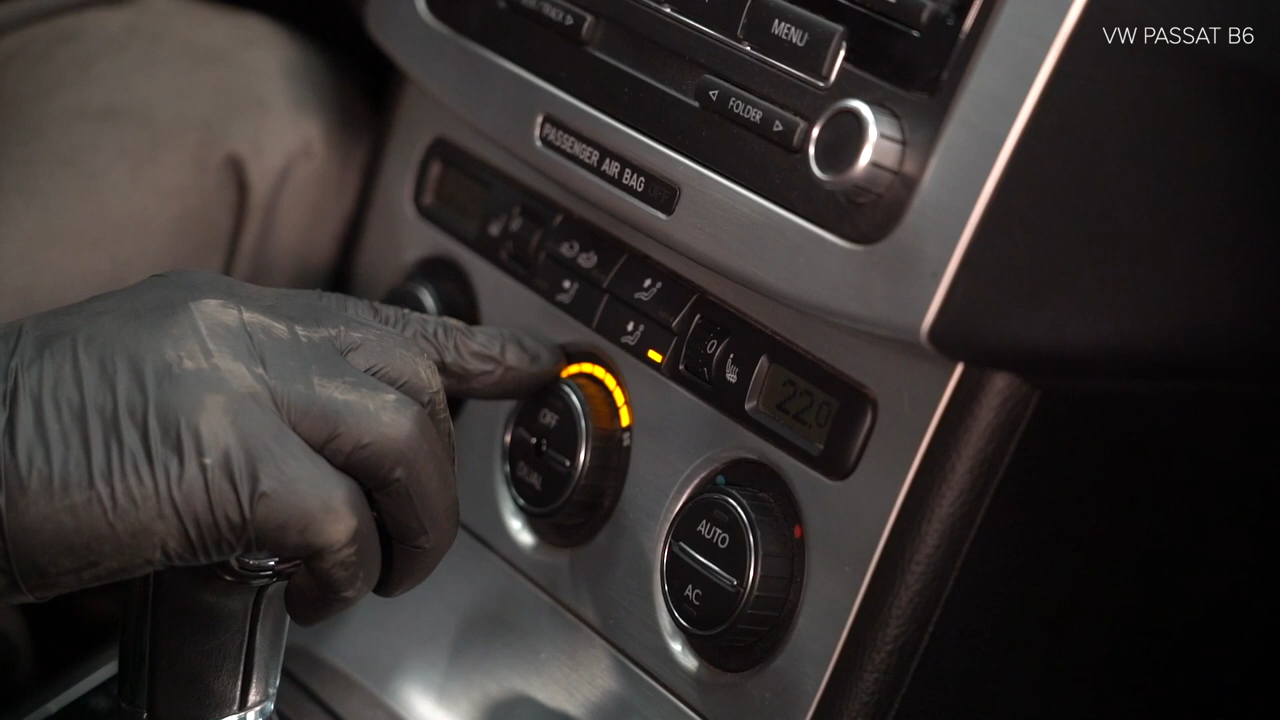 VW PASSAT B6
MENU
FOLDER
PASSENGER AIR BAG OFF
22.0
OFF
DUAL
AUTO
AC